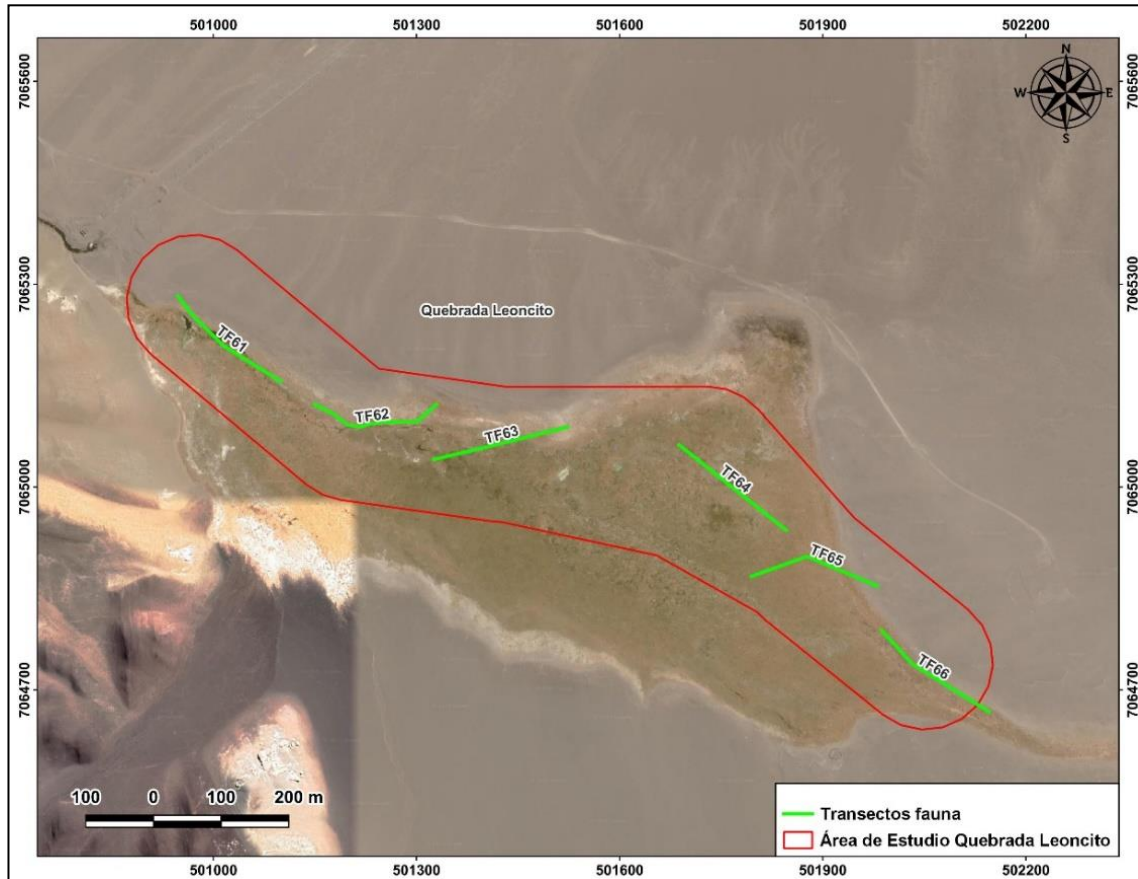 501000 501300 501600 501900 502200
N
W E
S
7065600 7065600
7065300 7065300
Quebrada Leoncito
TF61
TF62
TF63
TF64
7065000 7065000
TF65
TF66
7064700 7064700
100 0 100 200 m
Transectos fauna
Área de Estudio Quebrada Leoncito
501000 501300 501600 501900 502200